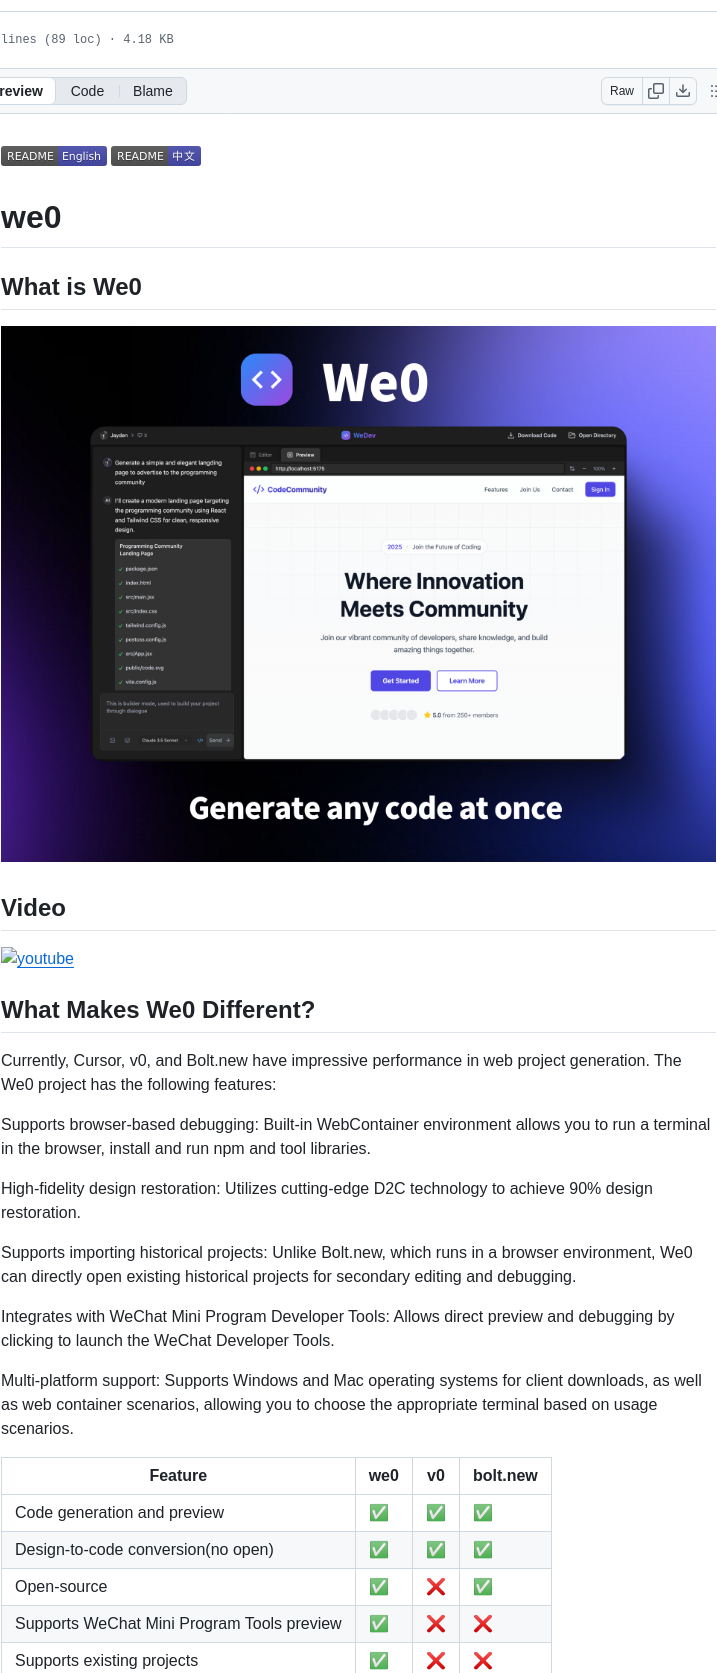 lines (89 loc) · 4.18 KB
review Code Blame Raw
README English README 中文
we0
What is We0
We0
Jayden 2 WeDev Download Code Open Directory
Generate a simple and elegant langding
page to advertise to the programming
community
I'll create a modern landing page targeting
the programming community using React
and Tailwind CSS for clean, responsive
design.
Programming Community
Landing Page
package.json
index.html
src/main.jsx
src/index.css
tailwind.config.js
postcss.config.js
src/App.jsx
public/code.svg
vite.config.js
This is builder mode, used to build your project
through dialogue
Claude 3.5 Sonnet Send
Editor Preview
http://localhost:5175 100%
CodeCommunity Features Join Us Contact Sign In
2025 · Join the Future of Coding
Where Innovation
Meets Community
Join our vibrant community of developers, share knowledge, and build
amazing things together.
Get Started Learn More
5.0 from 250+ members
Generate any code at once
Video
youtube
What Makes We0 Different?
Currently, Cursor, v0, and Bolt.new have impressive performance in web project generation. The
We0 project has the following features:
Supports browser-based debugging: Built-in WebContainer environment allows you to run a terminal
in the browser, install and run npm and tool libraries.
High-fidelity design restoration: Utilizes cutting-edge D2C technology to achieve 90% design
restoration.
Supports importing historical projects: Unlike Bolt.new, which runs in a browser environment, We0
can directly open existing historical projects for secondary editing and debugging.
Integrates with WeChat Mini Program Developer Tools: Allows direct preview and debugging by
clicking to launch the WeChat Developer Tools.
Multi-platform support: Supports Windows and Mac operating systems for client downloads, as well
as web container scenarios, allowing you to choose the appropriate terminal based on usage
scenarios.
Feature we0 v0 bolt.new
Code generation and preview ✅ ✅ ✅
Design-to-code conversion(no open) ✅ ✅ ✅
Open-source ✅ ❌ ✅
Supports WeChat Mini Program Tools preview ✅ ❌ ❌
Supports existing projects ✅ ❌ ❌